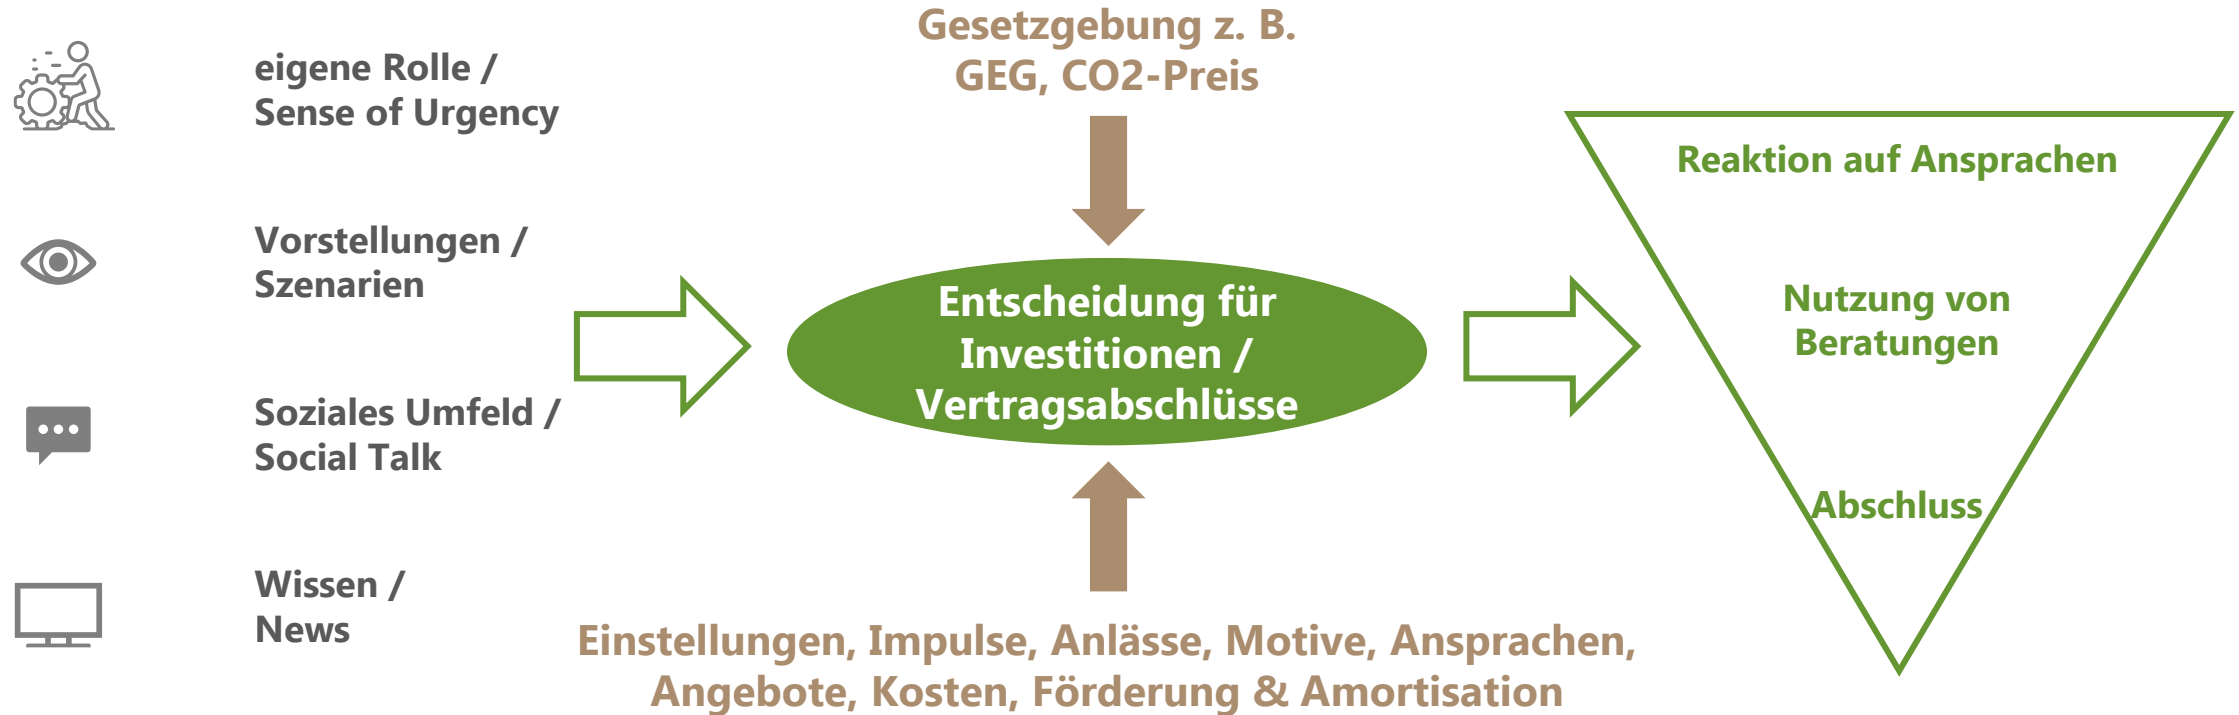 eigene Rolle /
Sense of Urgency
Vorstellungen /
Szenarien
Soziales Umfeld /
Social Talk
Wissen /
News
Gesetzgebung z. B.
GEG, CO2-Preis
Entscheidung für
Investitionen /
Vertragsabschlüsse
Einstellungen, Impulse, Anlässe, Motive, Ansprachen,
Angebote, Kosten, Förderung & Amortisation
Reaktion auf Ansprachen
Nutzung von
Beratungen
Abschluss